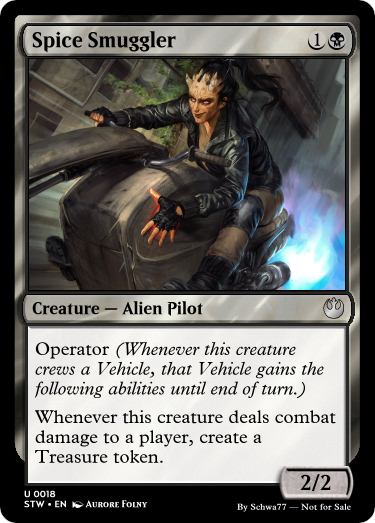 Spice Smuggler 1
Creature — Alien Pilot
Operator (Whenever this creature
crews a Vehicle, that Vehicle gains the
following abilities until end of turn.)
Whenever this creature deals combat
damage to a player, create a
Treasure token.
2/2
U 0018
STW • EN Aurore Folny
By Schwa77 — Not for Sale